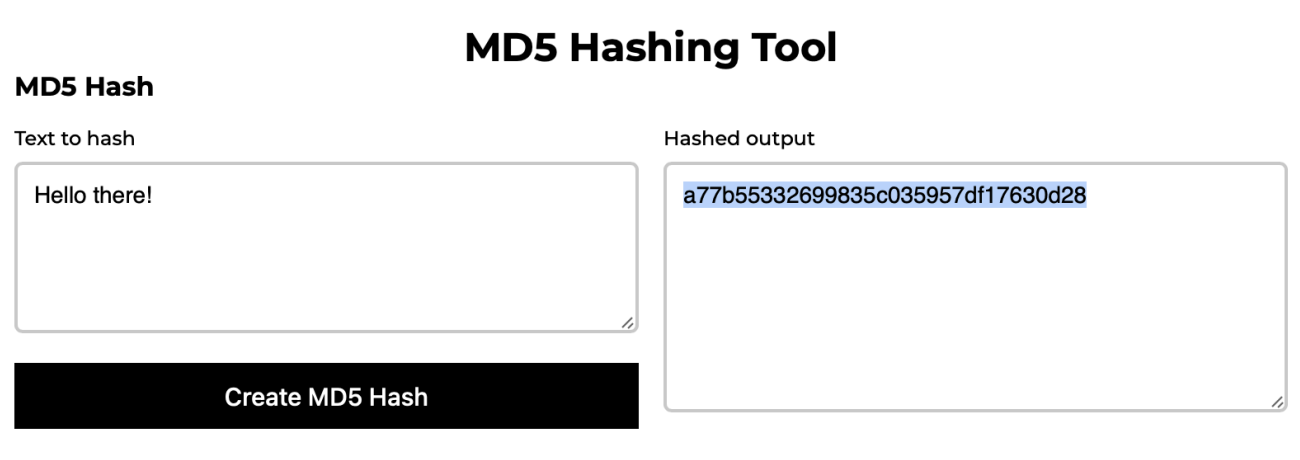 MD5 Hashing Tool
MD5 Hash
Text to hash
Hello there!
Create MD5 Hash
Hashed output
a77b55332699835c035957df17630d28